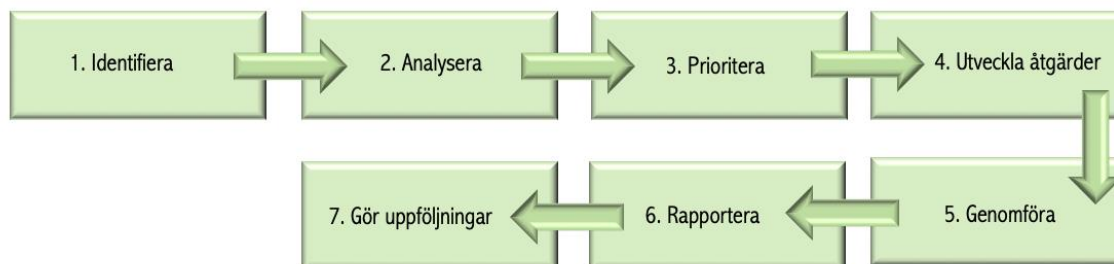 1. Identifiera
2. Analysera
3. Prioritera
4. Utveckla åtgärder
5. Genomföra
6. Rapportera
7. Gör uppföljningar